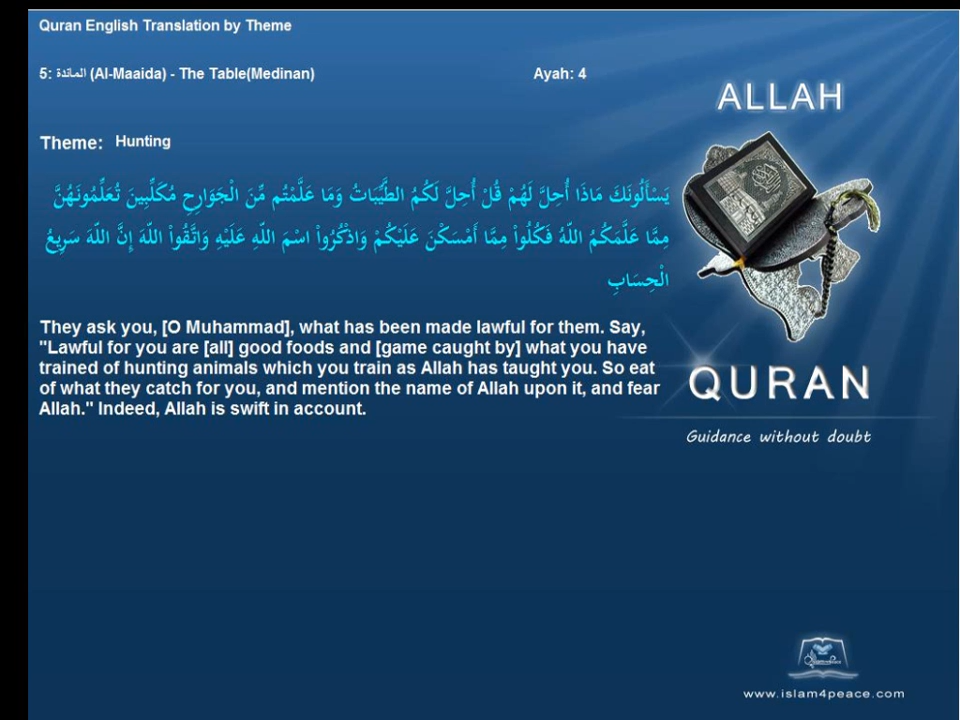 Quran English Translation by Theme
5: المائدة (Al-Maaida) - The Table(Medinan)
Ayah: 4
Theme: Hunting
يَسْأَلُونَكَ مَاذَا أُحِلَّ لَهُمْ قُلْ أُحِلَّ لَكُمُ الطَّيِّبَاتُ وَمَا عَلَّمْتُم مِّنَ الْجَوَارِحِ مُكَلِّبِينَ تُعَلِّمُونَهُنَّ
مِمَّا عَلَّمَكُمُ اللّهُ فَكُلُواْ مِمَّا أَمْسَكْنَ عَلَيْكُمْ وَاذْكُرُواْ اسْمَ اللّهِ عَلَيْهِ وَاتَّقُواْ اللّهَ إِنَّ اللّهَ سَرِيعُ
الْحِسَابِ
They ask you, [O Muhammad], what has been made lawful for them. Say,
"Lawful for you are [all] good foods and [game caught by] what you have
trained of hunting animals which you train as Allah has taught you. So eat
of what they catch for you, and mention the name of Allah upon it, and fear
Allah." Indeed, Allah is swift in account.
ALLAH
QURAN
Guidance without doubt
www.islam4peace.com